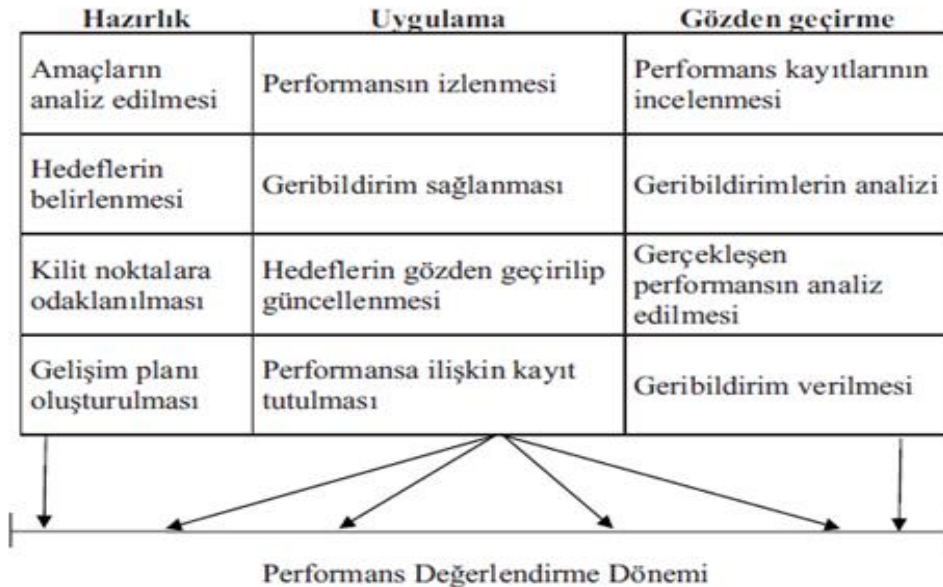 Hazırlık Uygulama Gözden geçirme
Amaçların
analiz edilmesi
Performansın izlenmesi
Performans kayıtlarının
incelenmesi
Hedeflerin
belirlenmesi
Geribildirim sağlanması
Geribildirimlerin analizi
Kilit noktalara
odaklanılması
Hedeflerin gözden geçirilip
güncellenmesi
Gerçekleşen
performansın analiz
edilmesi
Gelişim planı
oluşturulması
Performansa ilişkin kayıt
tutulması
Geribildirim verilmesi
Performans Değerlendirme Dönemi